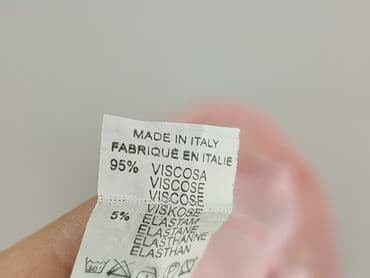 MADE IN ITALY
FABRIQUÉ EN ITALIE
95% VISCOSA
VISCOSE
VISCOSE
VISKOSE
5% ELASTAM
ELASTANE
ELASTHANNE
ELASTHAN